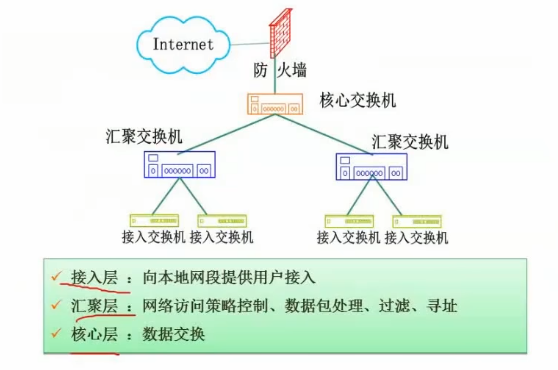 Internet
防 火墙
核心交换机
汇聚交换机
汇聚交换机
接入交换机 接入交换机
接入交换机 接入交换机
接入层：向本地网段提供用户接入
汇聚层：网络访问策略控制、数据包处理、过滤、寻址
核心层：数据交换